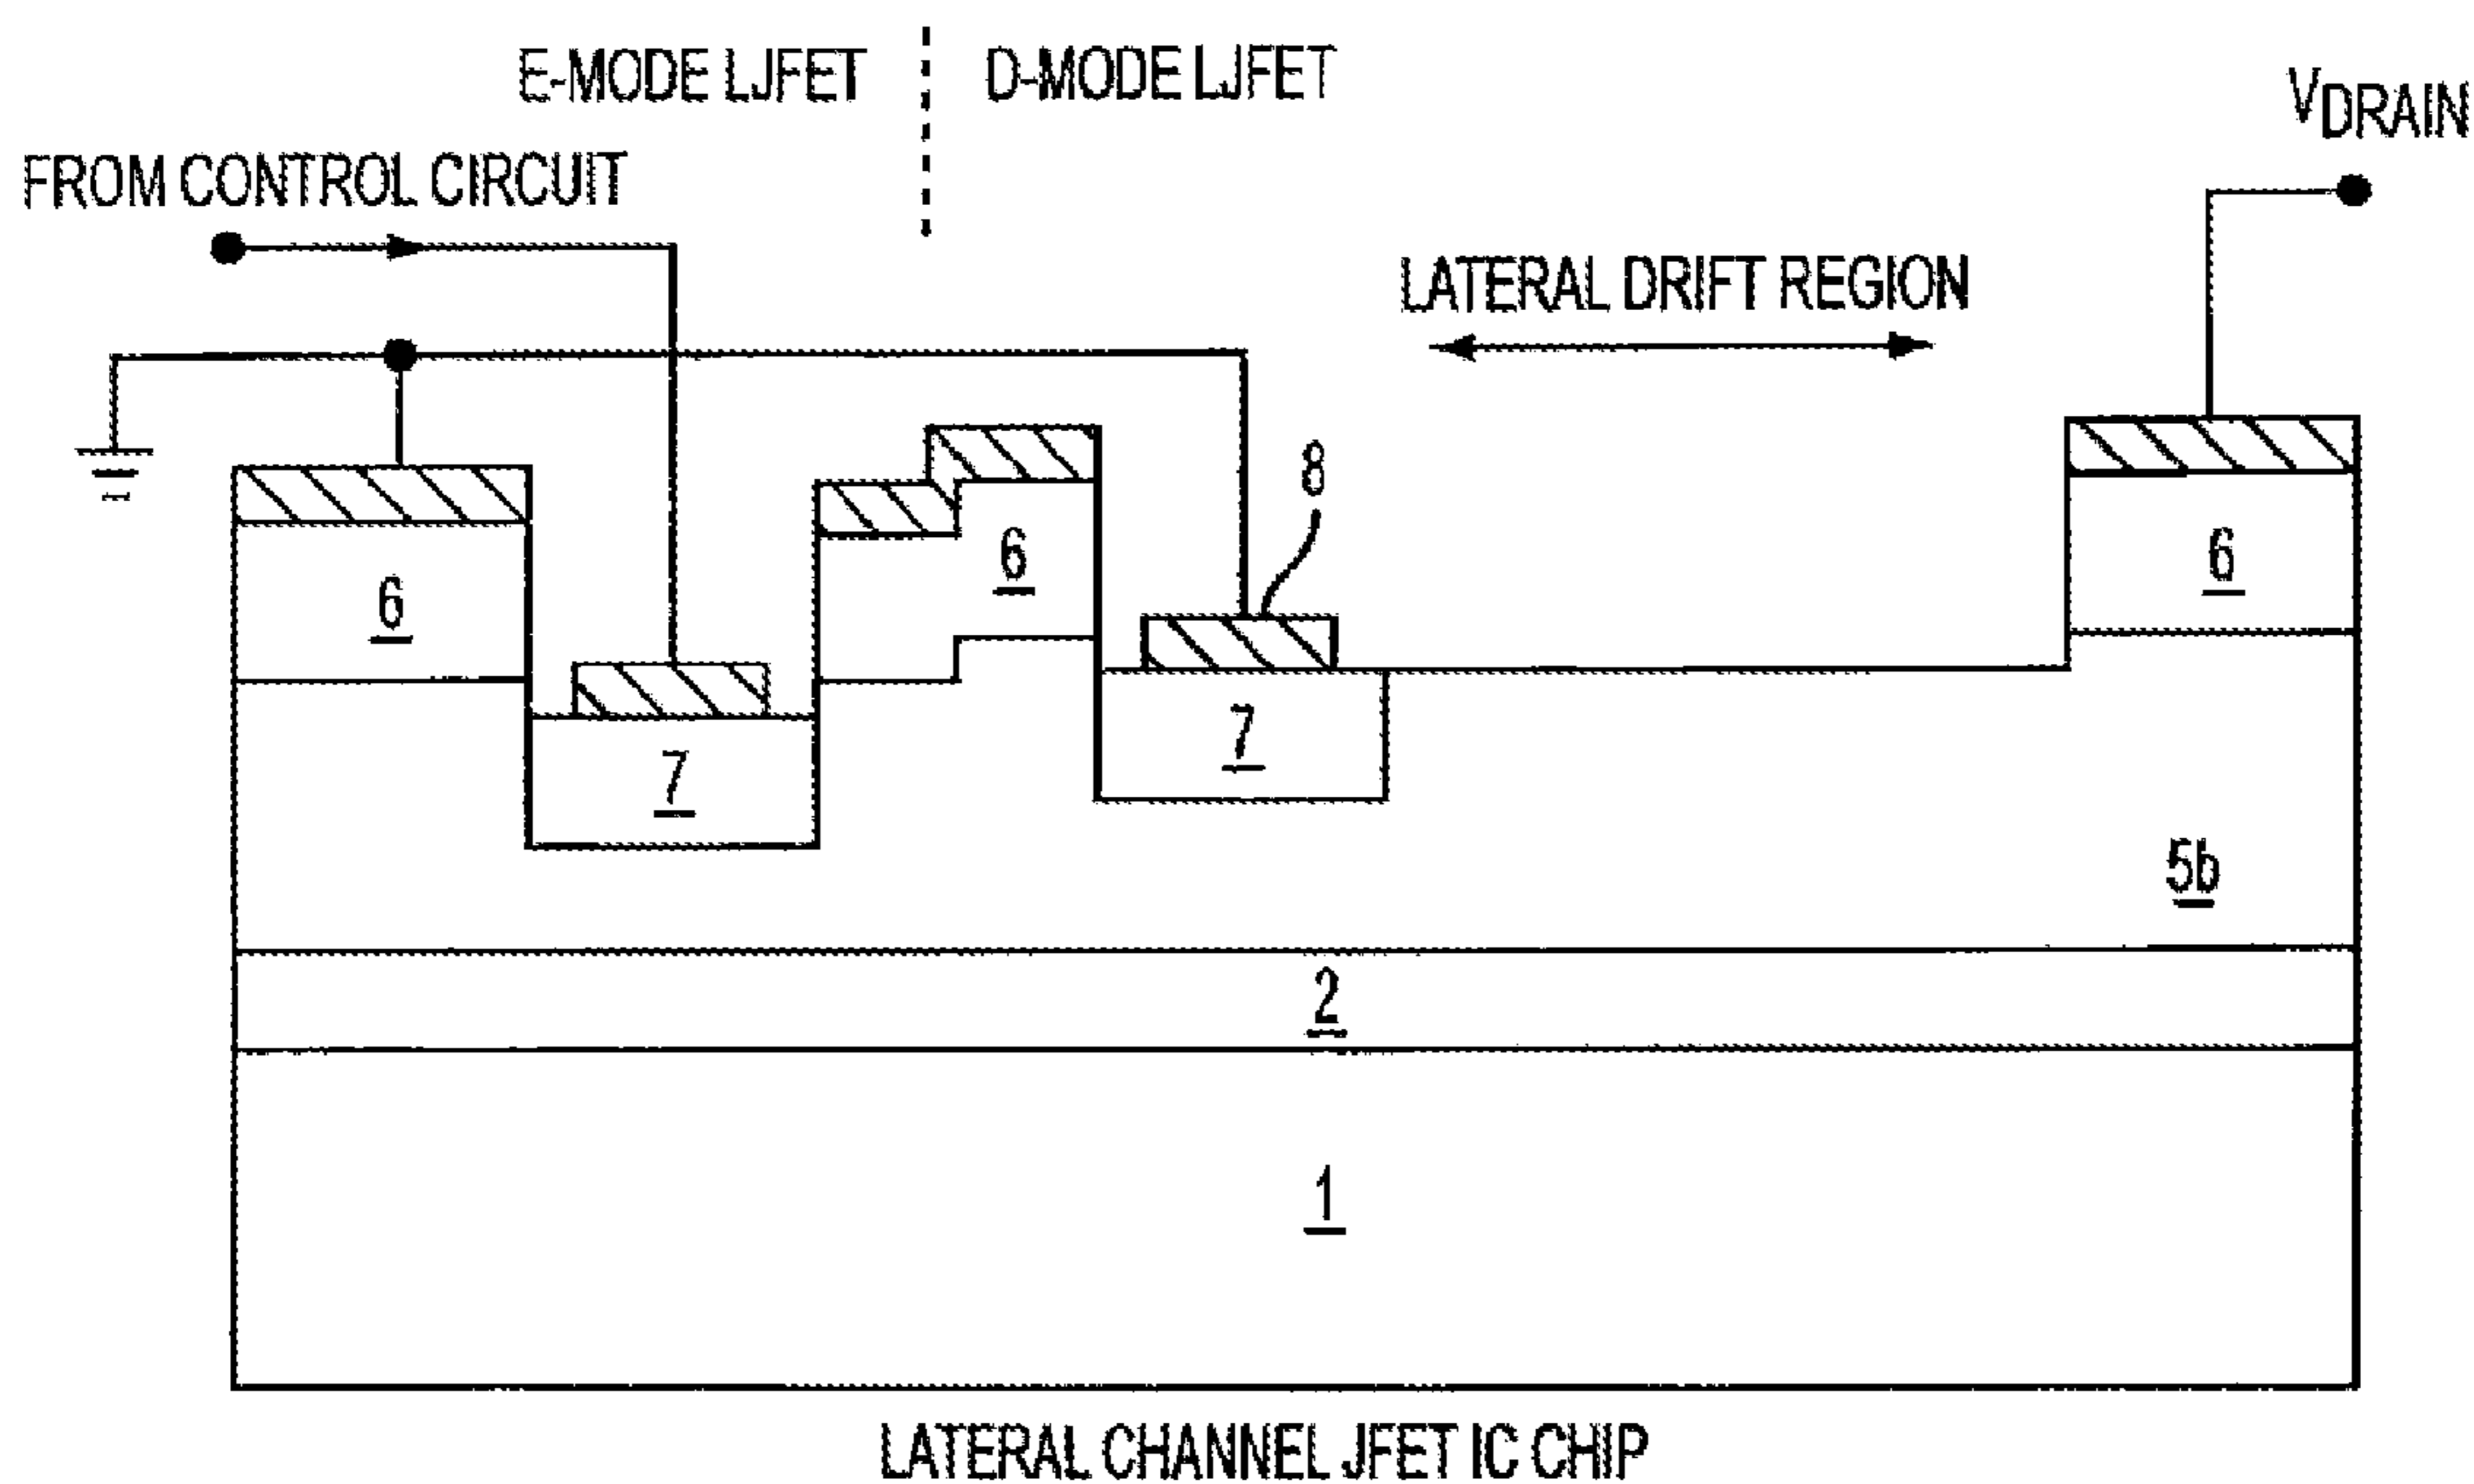 E-MODE LJFET
D-MODE LJFET
VDRAIN
FROM CONTROL CIRCUIT
LATERAL DRIFT REGION
8
6
6
6
7
7
5b
2
1
LATERAL CHANNEL JFET IC CHIP